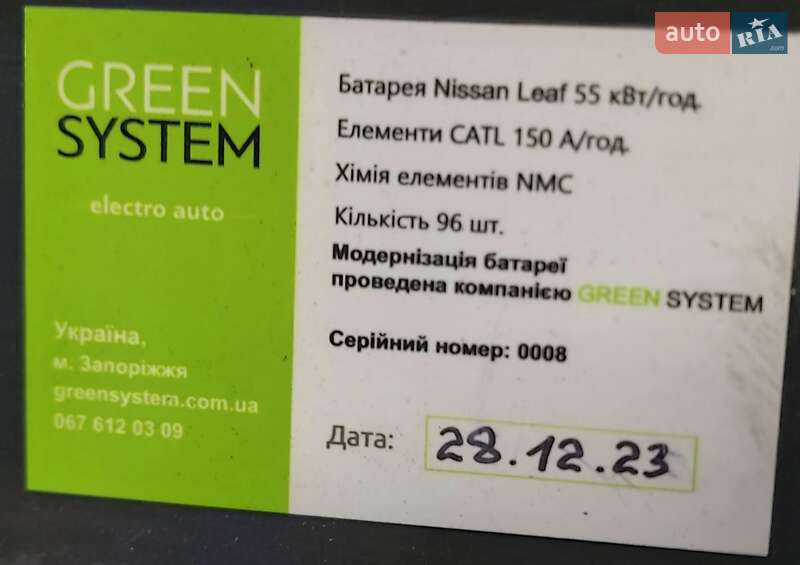 auto RIA.com
GREEN
SYSTEM
electro auto
Україна,
м. Запоріжжя
greensystem.com.ua
067 612 03 09
Батарея Nissan Leaf 55 кВт/год.
Елементи CATL 150 А/год.
Хімія елементів NMC
Кількість 96 шт.
Модернізація батареї
проведена компанією GREEN SYSTEM
Серійний номер: 0008
Дата: 28.12.23